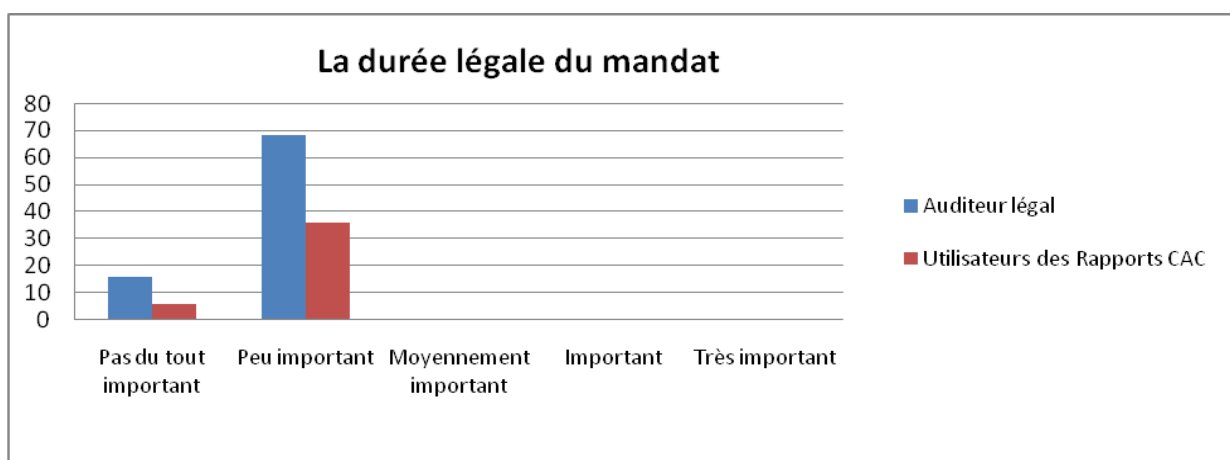 La durée légale du mandat
80
70
60
50
40
30
20
10
0
Pas du tout important
Peu important
Moyennement important
Important
Très important
Auditeur légal
Utilisateurs des Rapports CAC